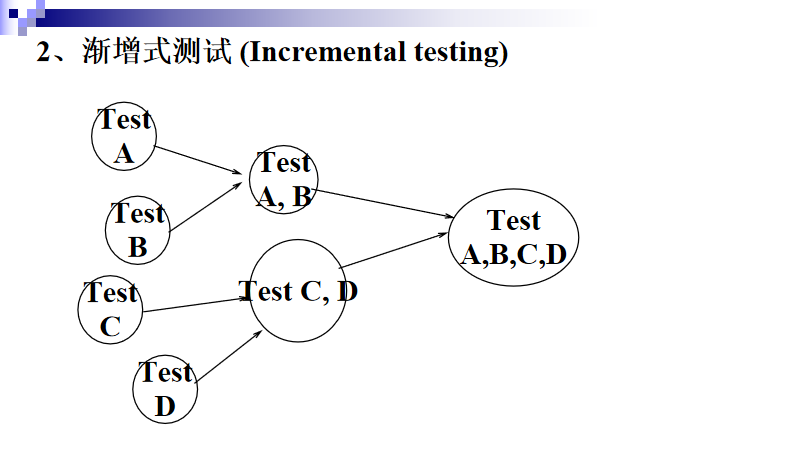 2、渐增式测试 (Incremental testing)
Test
A
Test
B
Test
C
Test
D
Test
A, B
Test C, D
Test
A,B,C,D